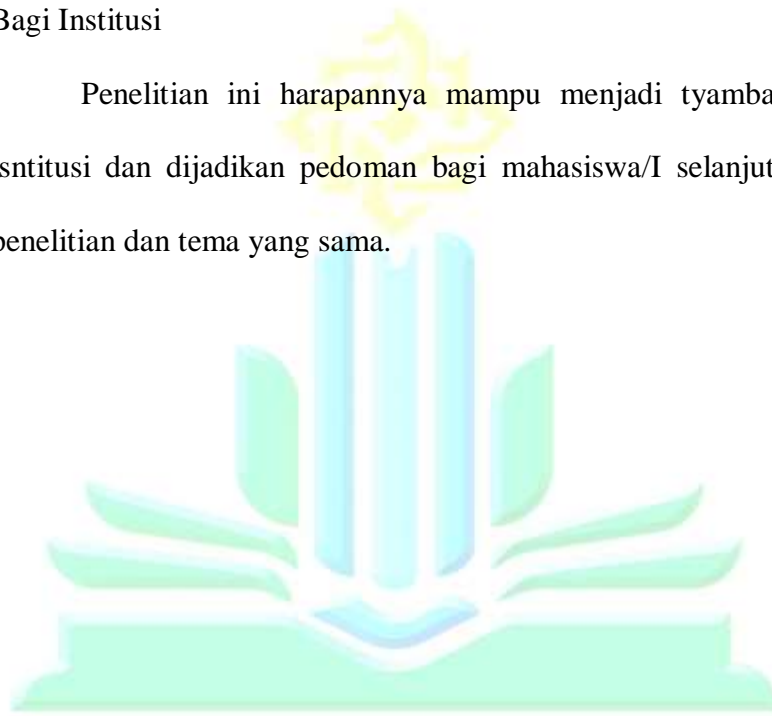 Bagi Institusi
Penelitian ini harapannya mampu menjadi tyamba
sntitusi dan dijadikan pedoman bagi mahasiswa/I selanjut
penelitian dan tema yang sama.